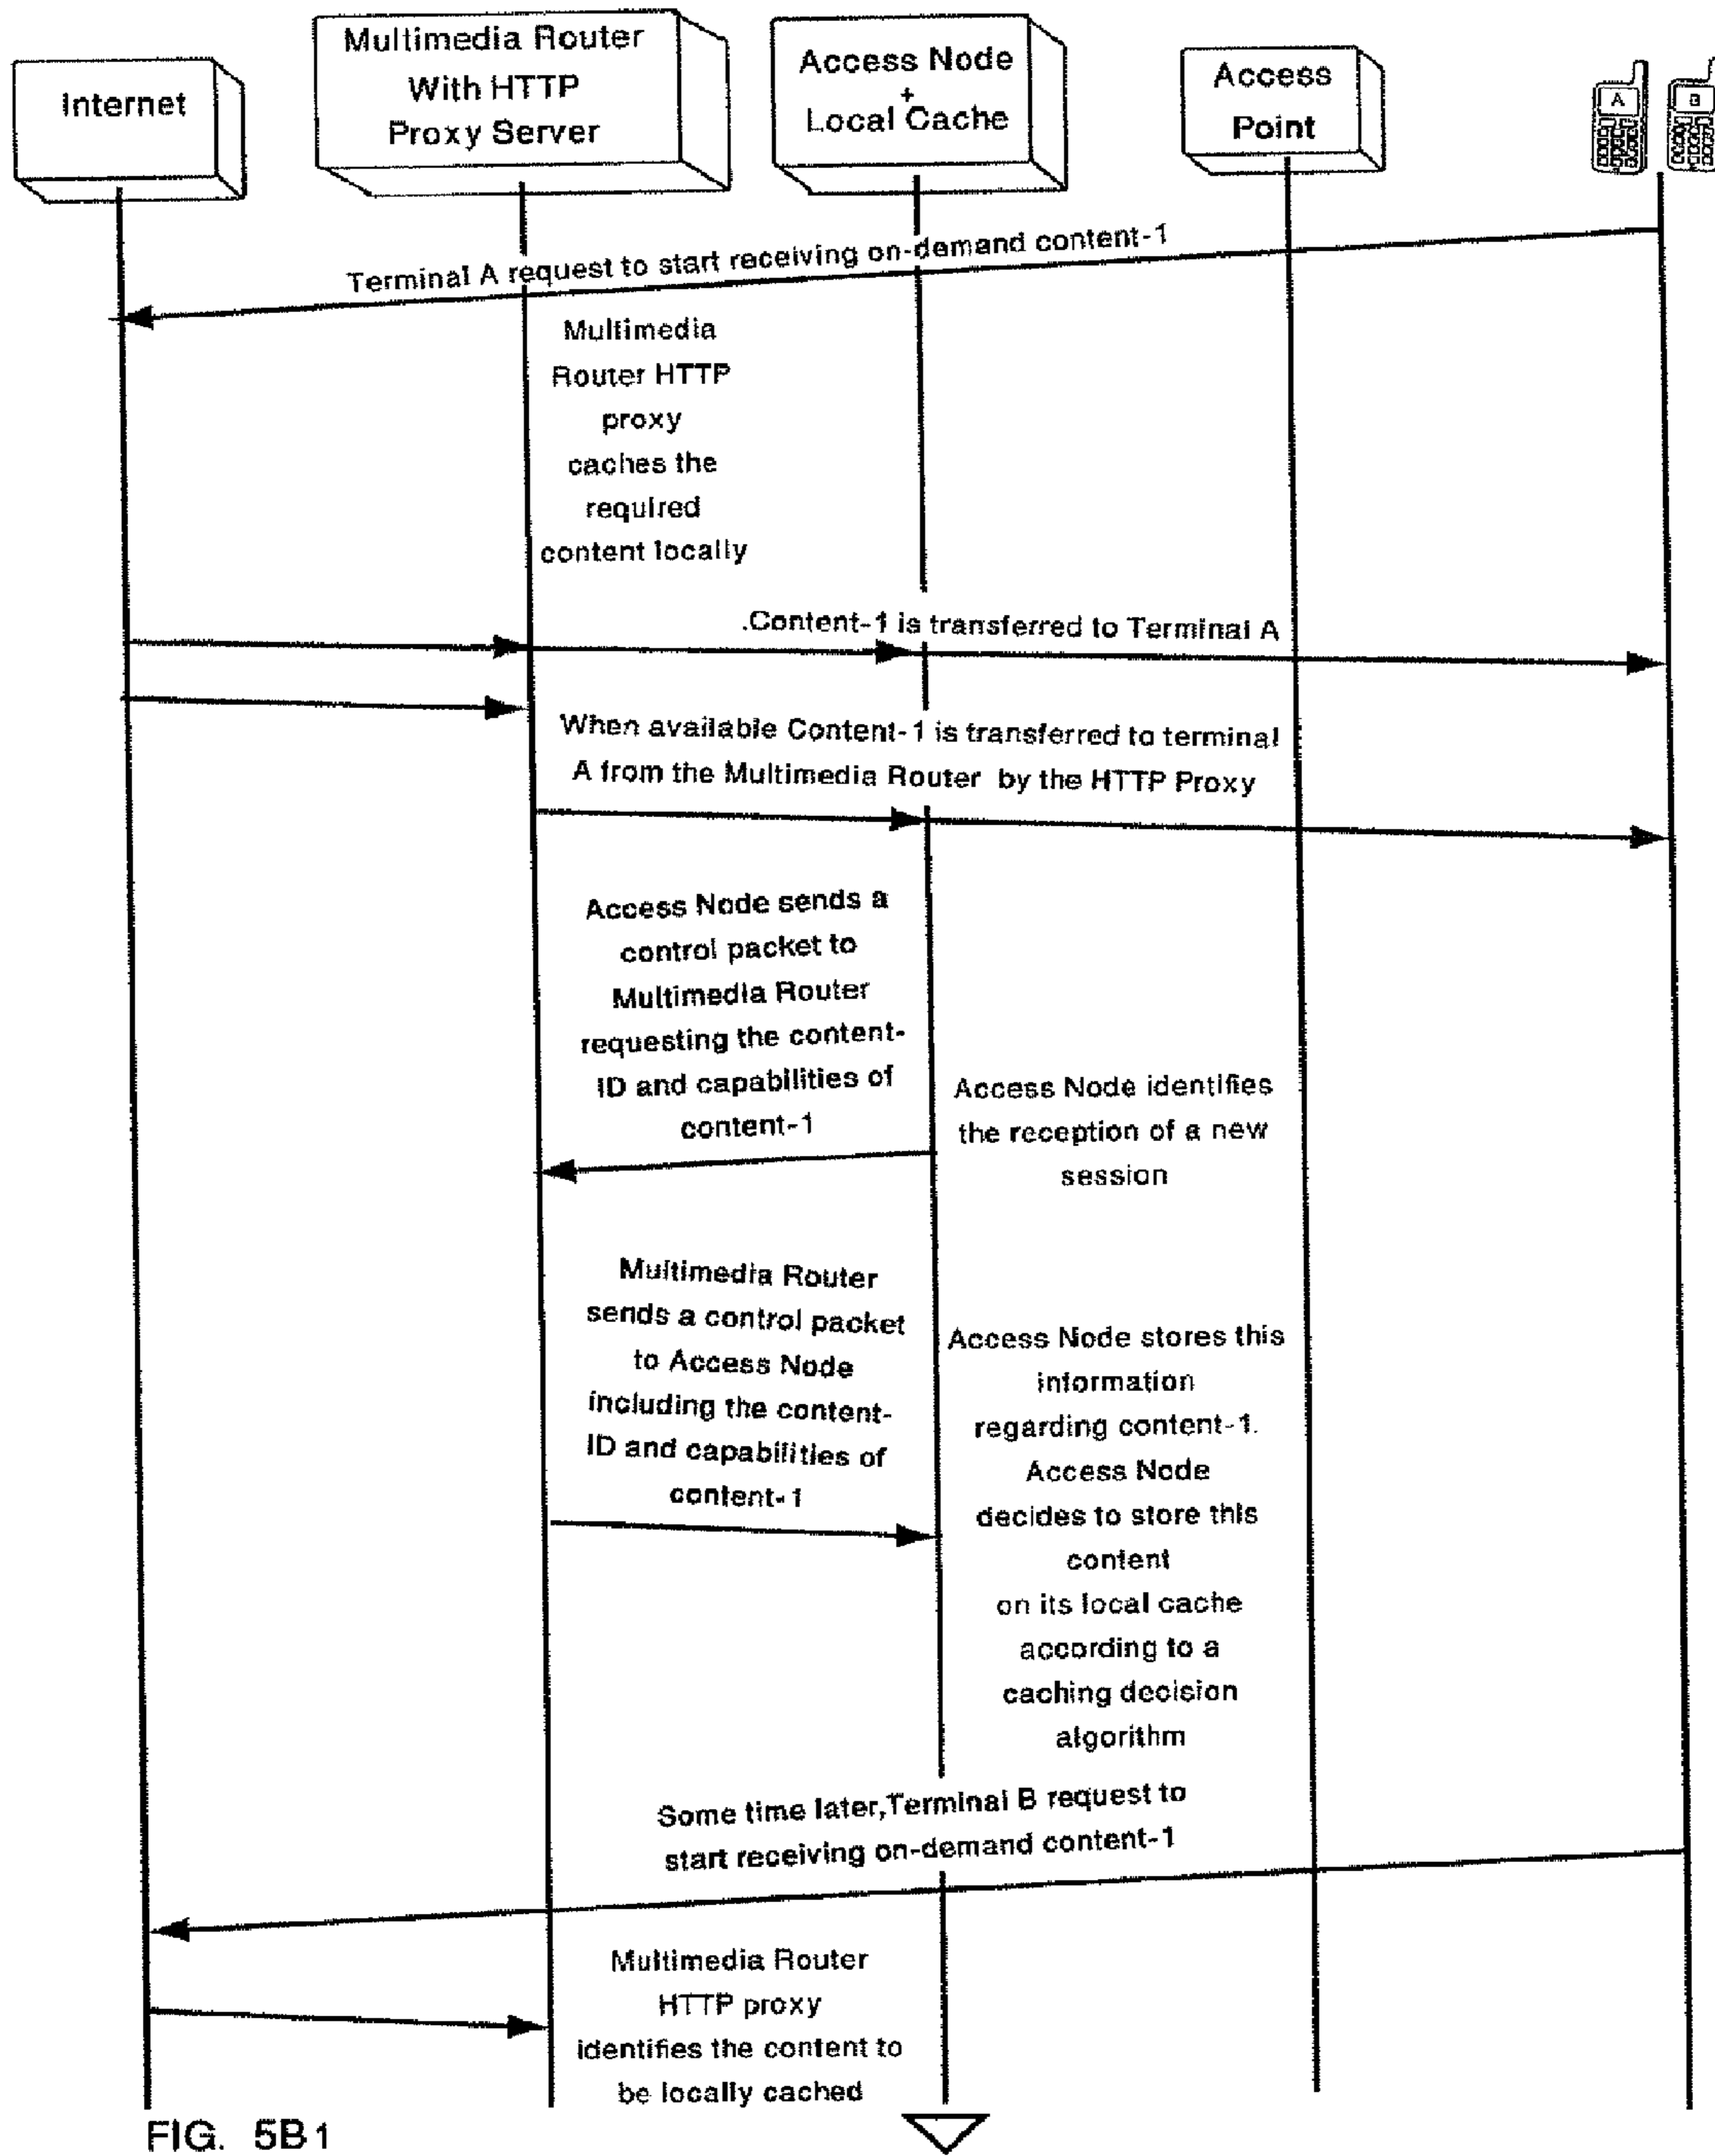 Internet
Multimedia Router
With HTTP
Proxy Server
Access Node
+
Local Cache
Access
Point
A
B
Terminal A request to start receiving on-demand content-1
Multimedia
Router HTTP
proxy
caches the
required
content locally
.Content-1 is transferred to Terminal A
When available Content-1 is transferred to terminal
A from the Multimedia Router by the HTTP Proxy
Access Node sends a
control packet to
Multimedia Router
requesting the content-
ID and capabilities of
content-1
Access Node identifies
the reception of a new
session
Multimedia Router
sends a control packet
to Access Node
including the content-
ID and capabilities of
content-1
Access Node stores this
information
regarding content-1.
Access Node
decides to store this
content
on its local cache
according to a
caching decision
algorithm
Some time later,Terminal B request to
start receiving on-demand content-1
Multimedia Router
HTTP proxy
identifies the content to
be locally cached
FIG. 5B1